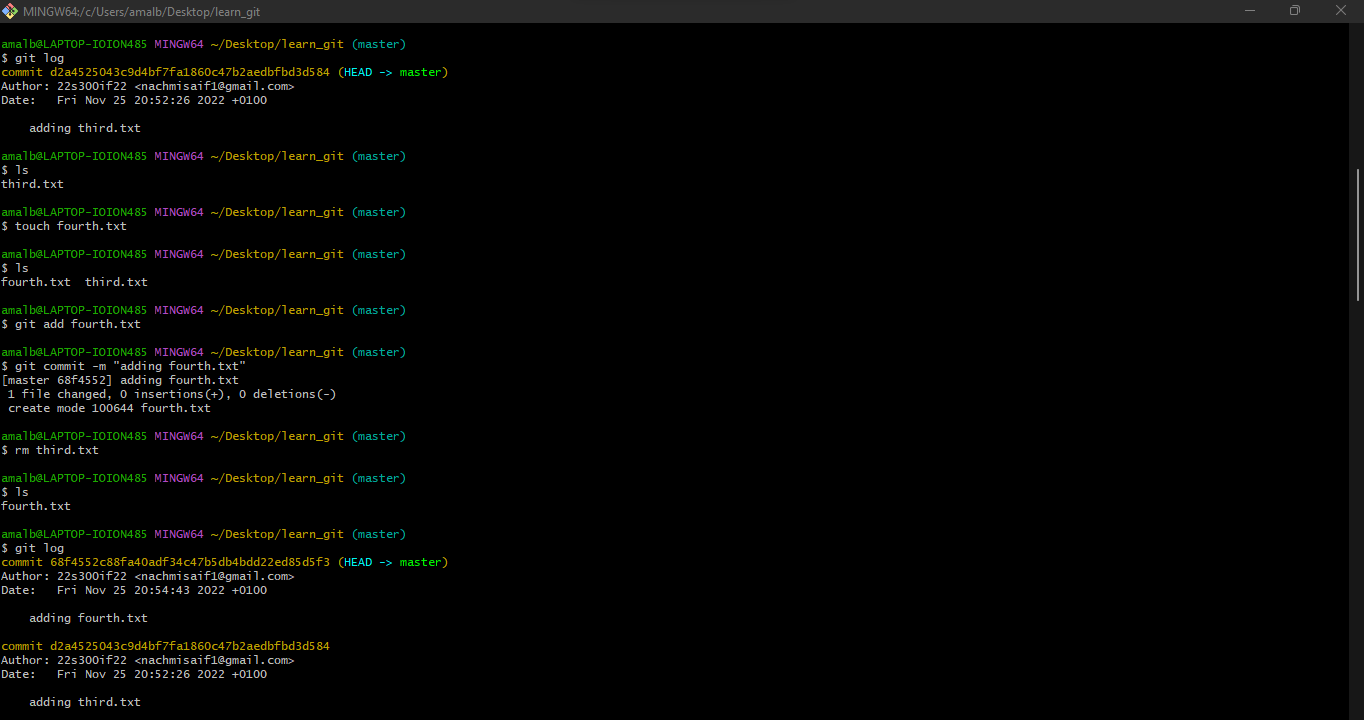 MINGW64:/c/Users/amalb/Desktop/learn_git
amalb@LAPTOP-IOION485 MINGW64 ~/Desktop/learn_git (master)
$ git log
commit d2a4525043c9d4bf7fa1860c47b2aedbfbd3d584 (HEAD -> master)
Author: 22s300if22 <nachmisaif1@gmail.com>
Date:   Fri Nov 25 20:52:26 2022 +0100
    adding third.txt
amalb@LAPTOP-IOION485 MINGW64 ~/Desktop/learn_git (master)
$ ls
third.txt
amalb@LAPTOP-IOION485 MINGW64 ~/Desktop/learn_git (master)
$ touch fourth.txt
amalb@LAPTOP-IOION485 MINGW64 ~/Desktop/learn_git (master)
$ ls
fourth.txt  third.txt
amalb@LAPTOP-IOION485 MINGW64 ~/Desktop/learn_git (master)
$ git add fourth.txt
amalb@LAPTOP-IOION485 MINGW64 ~/Desktop/learn_git (master)
$ git commit -m "adding fourth.txt"
[master 68f4552] adding fourth.txt
 1 file changed, 0 insertions(+), 0 deletions(-)
 create mode 100644 fourth.txt
amalb@LAPTOP-IOION485 MINGW64 ~/Desktop/learn_git (master)
$ rm third.txt
amalb@LAPTOP-IOION485 MINGW64 ~/Desktop/learn_git (master)
$ ls
fourth.txt
amalb@LAPTOP-IOION485 MINGW64 ~/Desktop/learn_git (master)
$ git log
commit 68f4552c88fa40adf34c47b5db4bdd22ed85d5f3 (HEAD -> master)
Author: 22s300if22 <nachmisaif1@gmail.com>
Date:   Fri Nov 25 20:54:43 2022 +0100
    adding fourth.txt
commit d2a4525043c9d4bf7fa1860c47b2aedbfbd3d584
Author: 22s300if22 <nachmisaif1@gmail.com>
Date:   Fri Nov 25 20:52:26 2022 +0100
    adding third.txt